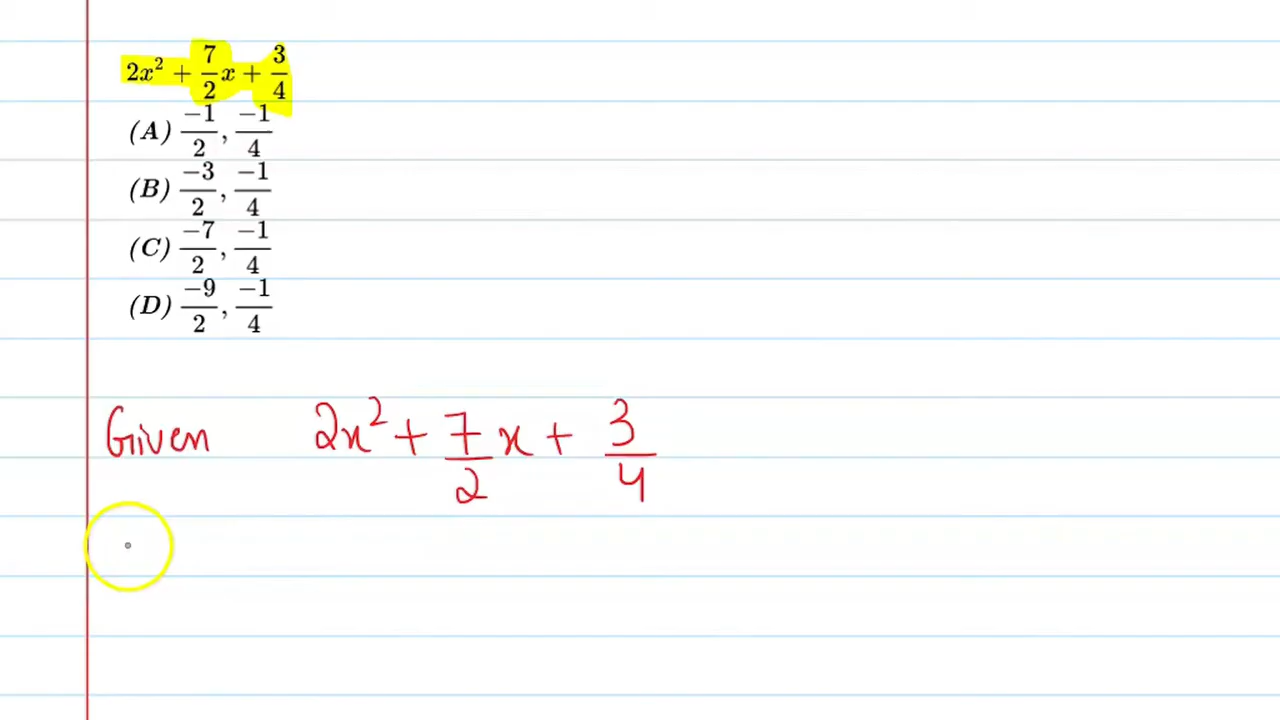 2x² + 7/2 x + 3/4
(A) -1/2, -1/4
(B) -3/2, -1/4
(C) -7/2, -1/4
(D) -9/2, -1/4
Given 2x² + 7/2 x + 3/4